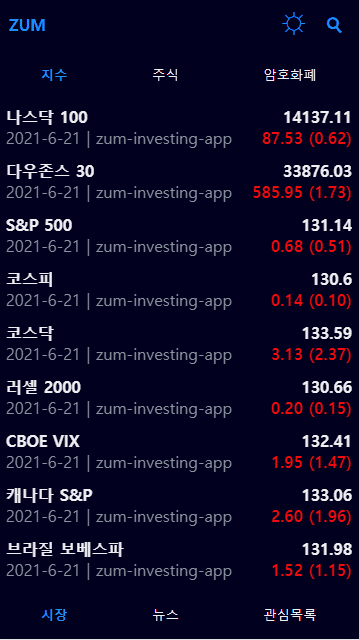 ZUM
지수 주식 암호화폐
나스닥 100 14137.11
2021-6-21 | zum-investing-app 87.53 (0.62)
다우존스 30 33876.03
2021-6-21 | zum-investing-app 585.95 (1.73)
S&P 500 131.14
2021-6-21 | zum-investing-app 0.68 (0.51)
코스피 130.6
2021-6-21 | zum-investing-app 0.14 (0.10)
코스닥 133.59
2021-6-21 | zum-investing-app 3.13 (2.37)
러셀 2000 130.66
2021-6-21 | zum-investing-app 0.20 (0.15)
CBOE VIX 132.41
2021-6-21 | zum-investing-app 1.95 (1.47)
캐나다 S&P 133.06
2021-6-21 | zum-investing-app 2.60 (1.96)
브라질 보베스파 131.98
2021-6-21 | zum-investing-app 1.52 (1.15)
시장 뉴스 관심목록